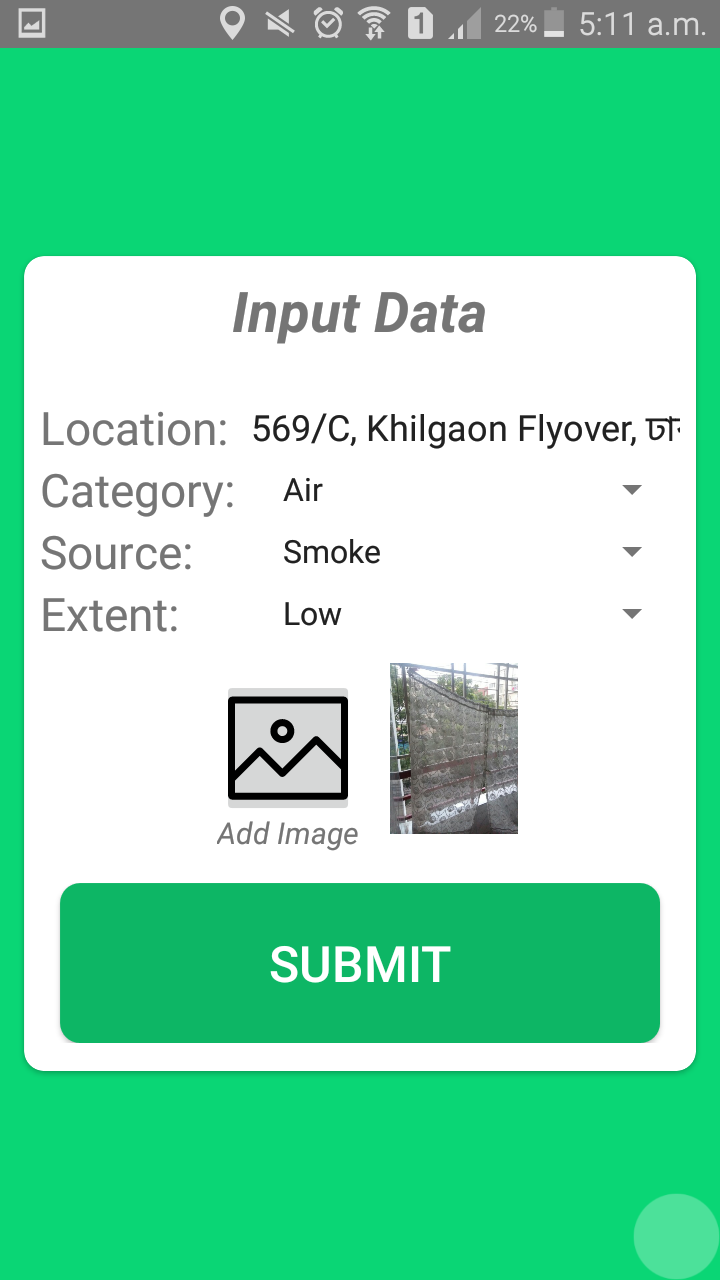 1
22%
5:11 a.m.
Input Data
Location: 569/C, Khilgaon Flyover,
Category: Air
Source: Smoke
Extent: Low
Add Image
SUBMIT